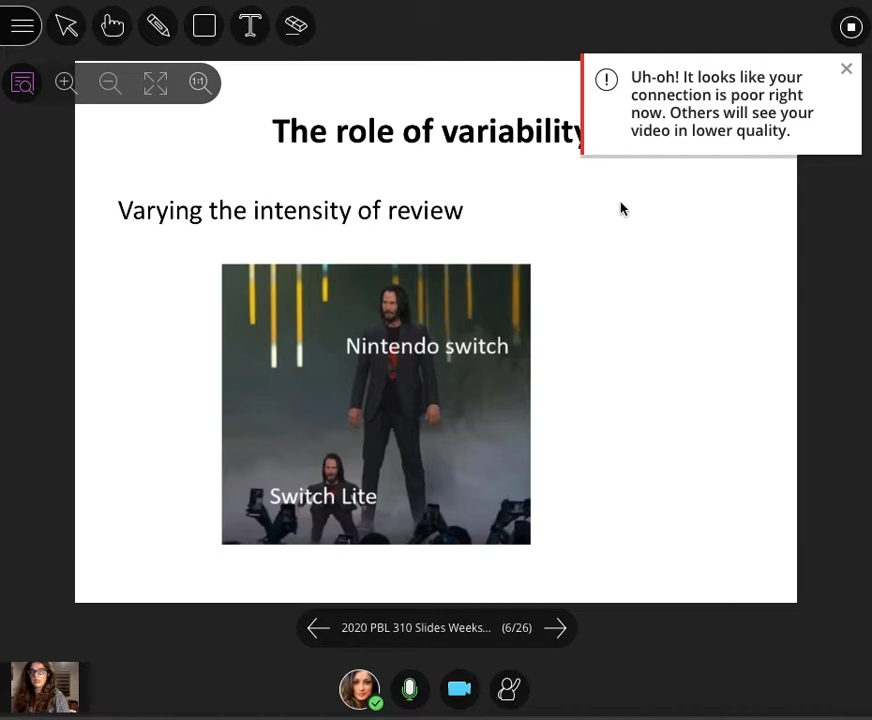 1:1
Uh-oh! It looks like your
connection is poor right
now. Others will see your
video in lower quality.
The role of variability
Varying the intensity of review
Nintendo switch
Switch Lite
2020 PBL 310 Slides Weeks... (6/26)